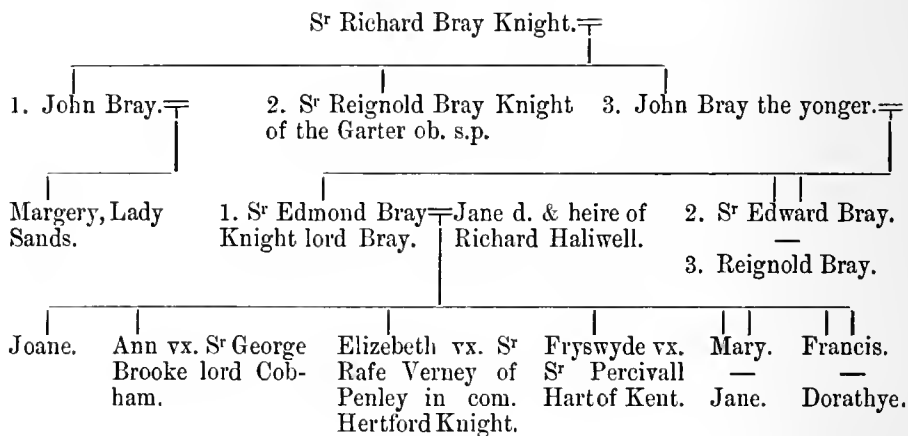 Sʳ Richard Bray Knight.
1. John Bray.
2. Sʳ Reignold Bray Knight
of the Garter ob. s.p.
3. John Bray the yonger.
Margery, Lady
Sands.
1. Sʳ Edmond Bray
Knight lord Bray.
Jane d. & heire of
Richard Haliwell.
2. Sʳ Edward Bray.
—
3. Reignold Bray.
Joane.
Ann vx. Sʳ George
Brooke lord Cob-
ham.
Elizebeth vx. Sʳ
Rafe Verney of
Penley in com.
Hertford Knight.
Fryswyde vx.
Sʳ Percivall
Hart of Kent.
Mary.
—
Jane.
Francis.
—
Dorathye.